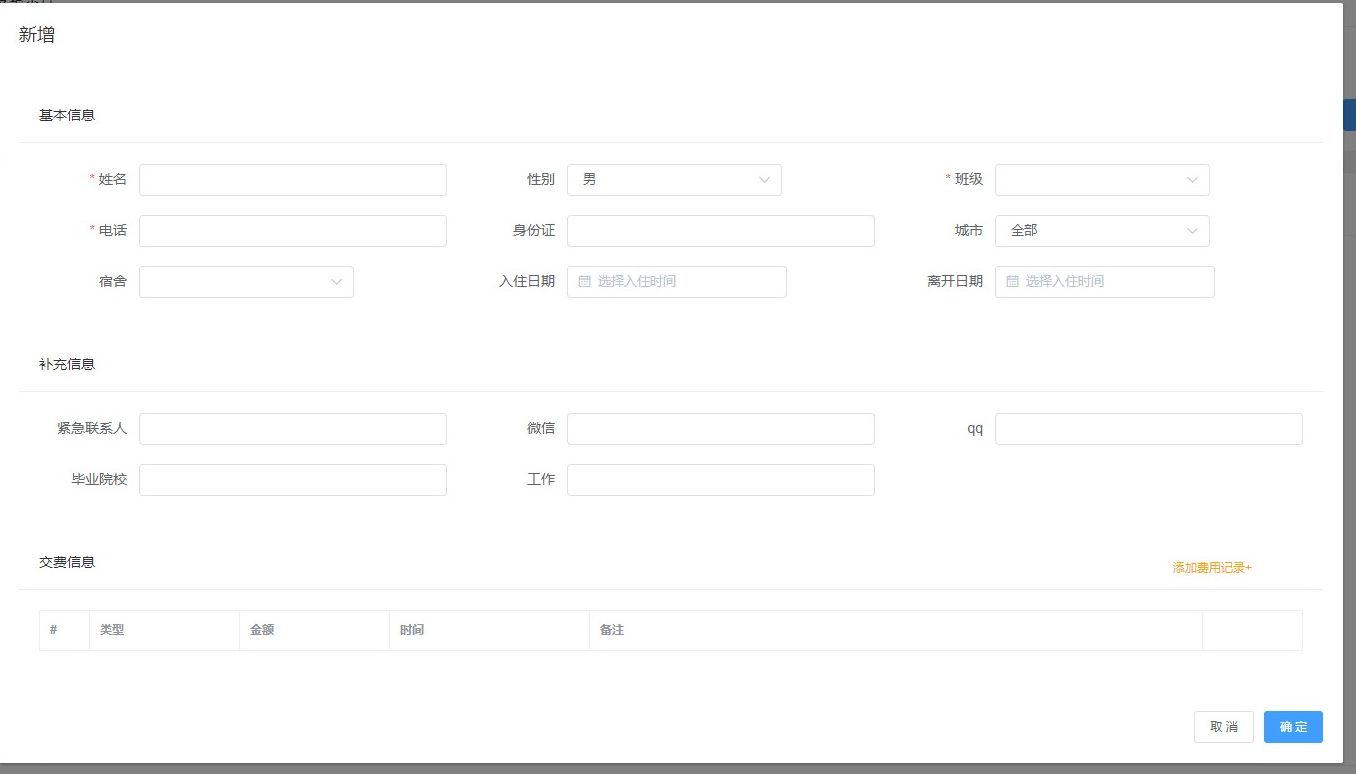 新增
基本信息
* 姓名 性别 男 * 班级
* 电话 身份证 城市 全部
宿舍 入住日期 选择入住时间 离开日期 选择入住时间
补充信息
紧急联系人 微信 qq
毕业院校 工作
交费信息 添加费用记录+
# 类型 金额 时间 备注
取消 确定